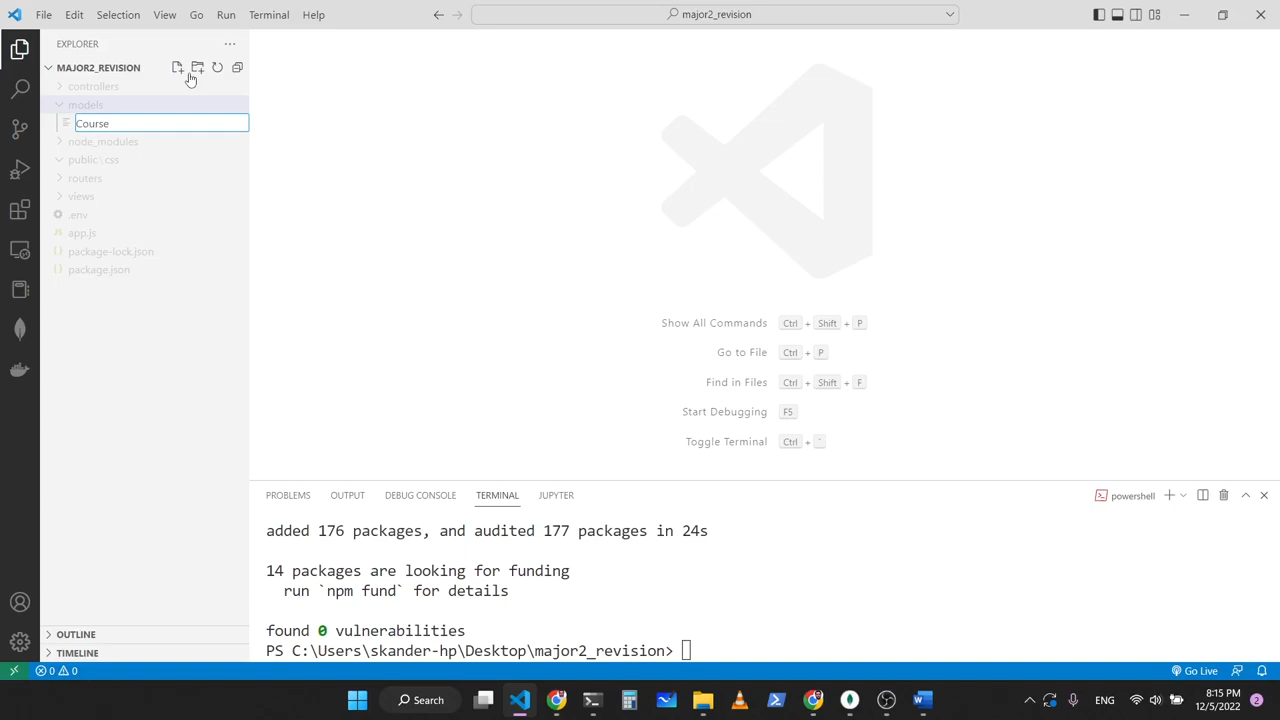 File Edit Selection View Go Run Terminal Help
major2_revision
EXPLORER
MAJOR2_REVISION
controllers
models
Course
node_modules
public \ css
routers
views
.env
app.js
package-lock.json
package.json
Show All Commands Ctrl + Shift + P
Go to File Ctrl + P
Find in Files Ctrl + Shift + F
Start Debugging F5
Toggle Terminal Ctrl + `
PROBLEMS OUTPUT DEBUG CONSOLE TERMINAL JUPYTER
powershell
added 176 packages, and audited 177 packages in 24s
14 packages are looking for funding
run `npm fund` for details
found 0 vulnerabilities
PS C:\Users\skander-hp\Desktop\major2_revision>
OUTLINE
TIMELINE
0 0
Go Live
Search
ENG
8:15 PM
12/5/2022
2